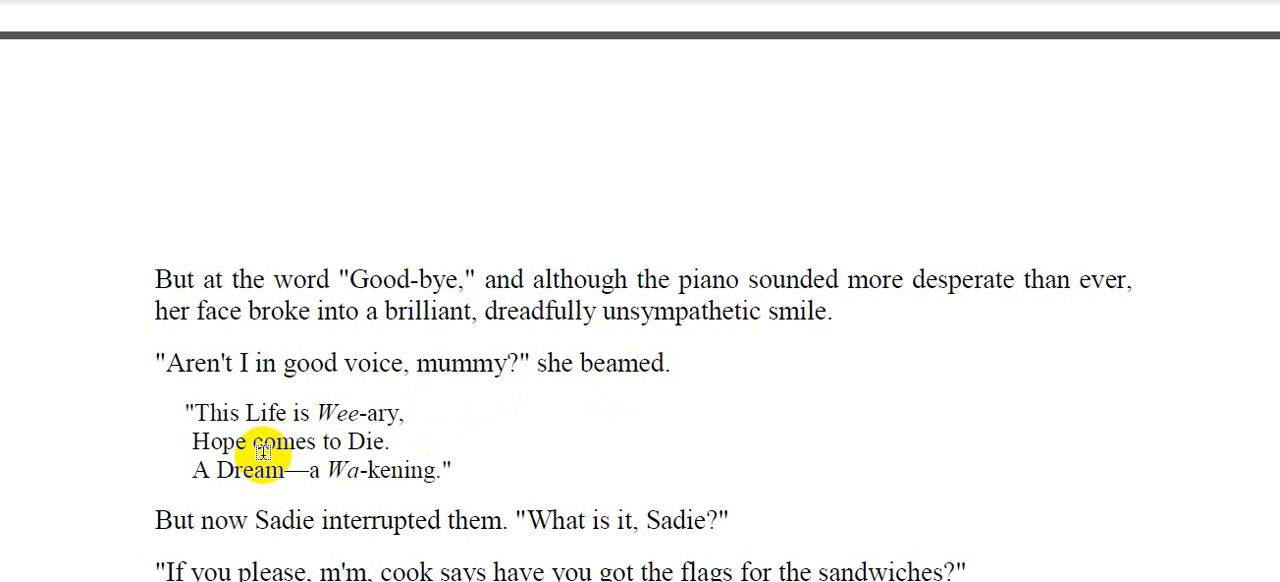 But at the word "Good-bye," and although the piano sounded more desperate than ever,
her face broke into a brilliant, dreadfully unsympathetic smile.
"Aren't I in good voice, mummy?" she beamed.
"This Life is Wee-ary,
Hope comes to Die.
A Dream—a Wa-kening."
But now Sadie interrupted them. "What is it, Sadie?"
"If you please, m'm, cook says have you got the flags for the sandwiches?"